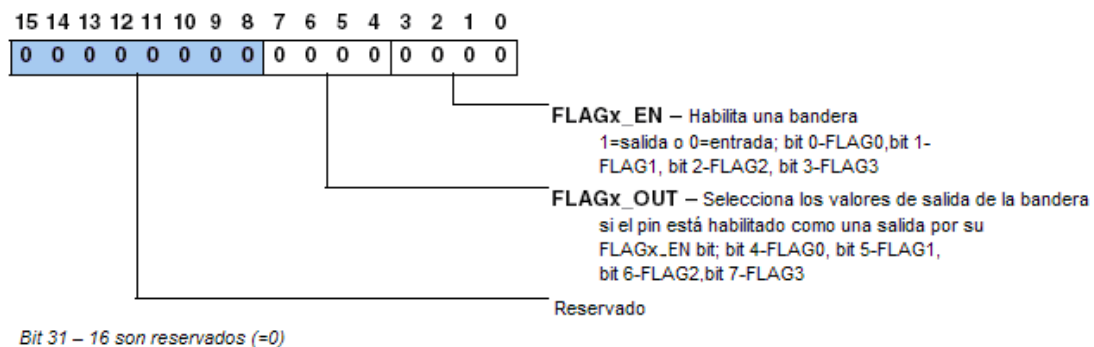 15 14 13 12 11 10 9 8 7 6 5 4 3 2 1 0
0 0 0 0 0 0 0 0 0 0 0 0 0 0 0 0
FLAGx_EN – Habilita una bandera
1=salida o 0=entrada; bit 0-FLAG0,bit 1-
FLAG1, bit 2-FLAG2, bit 3-FLAG3
FLAGx_OUT – Selecciona los valores de salida de la bandera
si el pin está habilitado como una salida por su
FLAGx_EN bit; bit 4-FLAG0, bit 5-FLAG1,
bit 6-FLAG2,bit 7-FLAG3
Reservado
Bit 31 – 16 son reservados (=0)